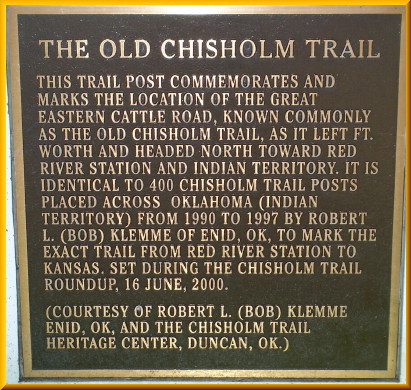 THE OLD CHISHOLM TRAIL
THIS TRAIL POST COMMEMORATES AND
MARKS THE LOCATION OF THE GREAT
EASTERN CATTLE ROAD, KNOWN COMMONLY
AS THE OLD CHISHOLM TRAIL, AS IT LEFT FT.
WORTH AND HEADED NORTH TOWARD RED
RIVER STATION AND INDIAN TERRITORY. IT IS
IDENTICAL TO 400 CHISHOLM TRAIL POSTS
PLACED ACROSS OKLAHOMA (INDIAN
TERRITORY) FROM 1990 TO 1997 BY ROBERT
L. (BOB) KLEMME OF ENID, OK, TO MARK THE
EXACT TRAIL FROM RED RIVER STATION TO
KANSAS. SET DURING THE CHISHOLM TRAIL
ROUNDUP, 16 JUNE, 2000.
(COURTESY OF ROBERT L. (BOB) KLEMME
ENID, OK, AND THE CHISHOLM TRAIL
HERITAGE CENTER, DUNCAN, OK.)